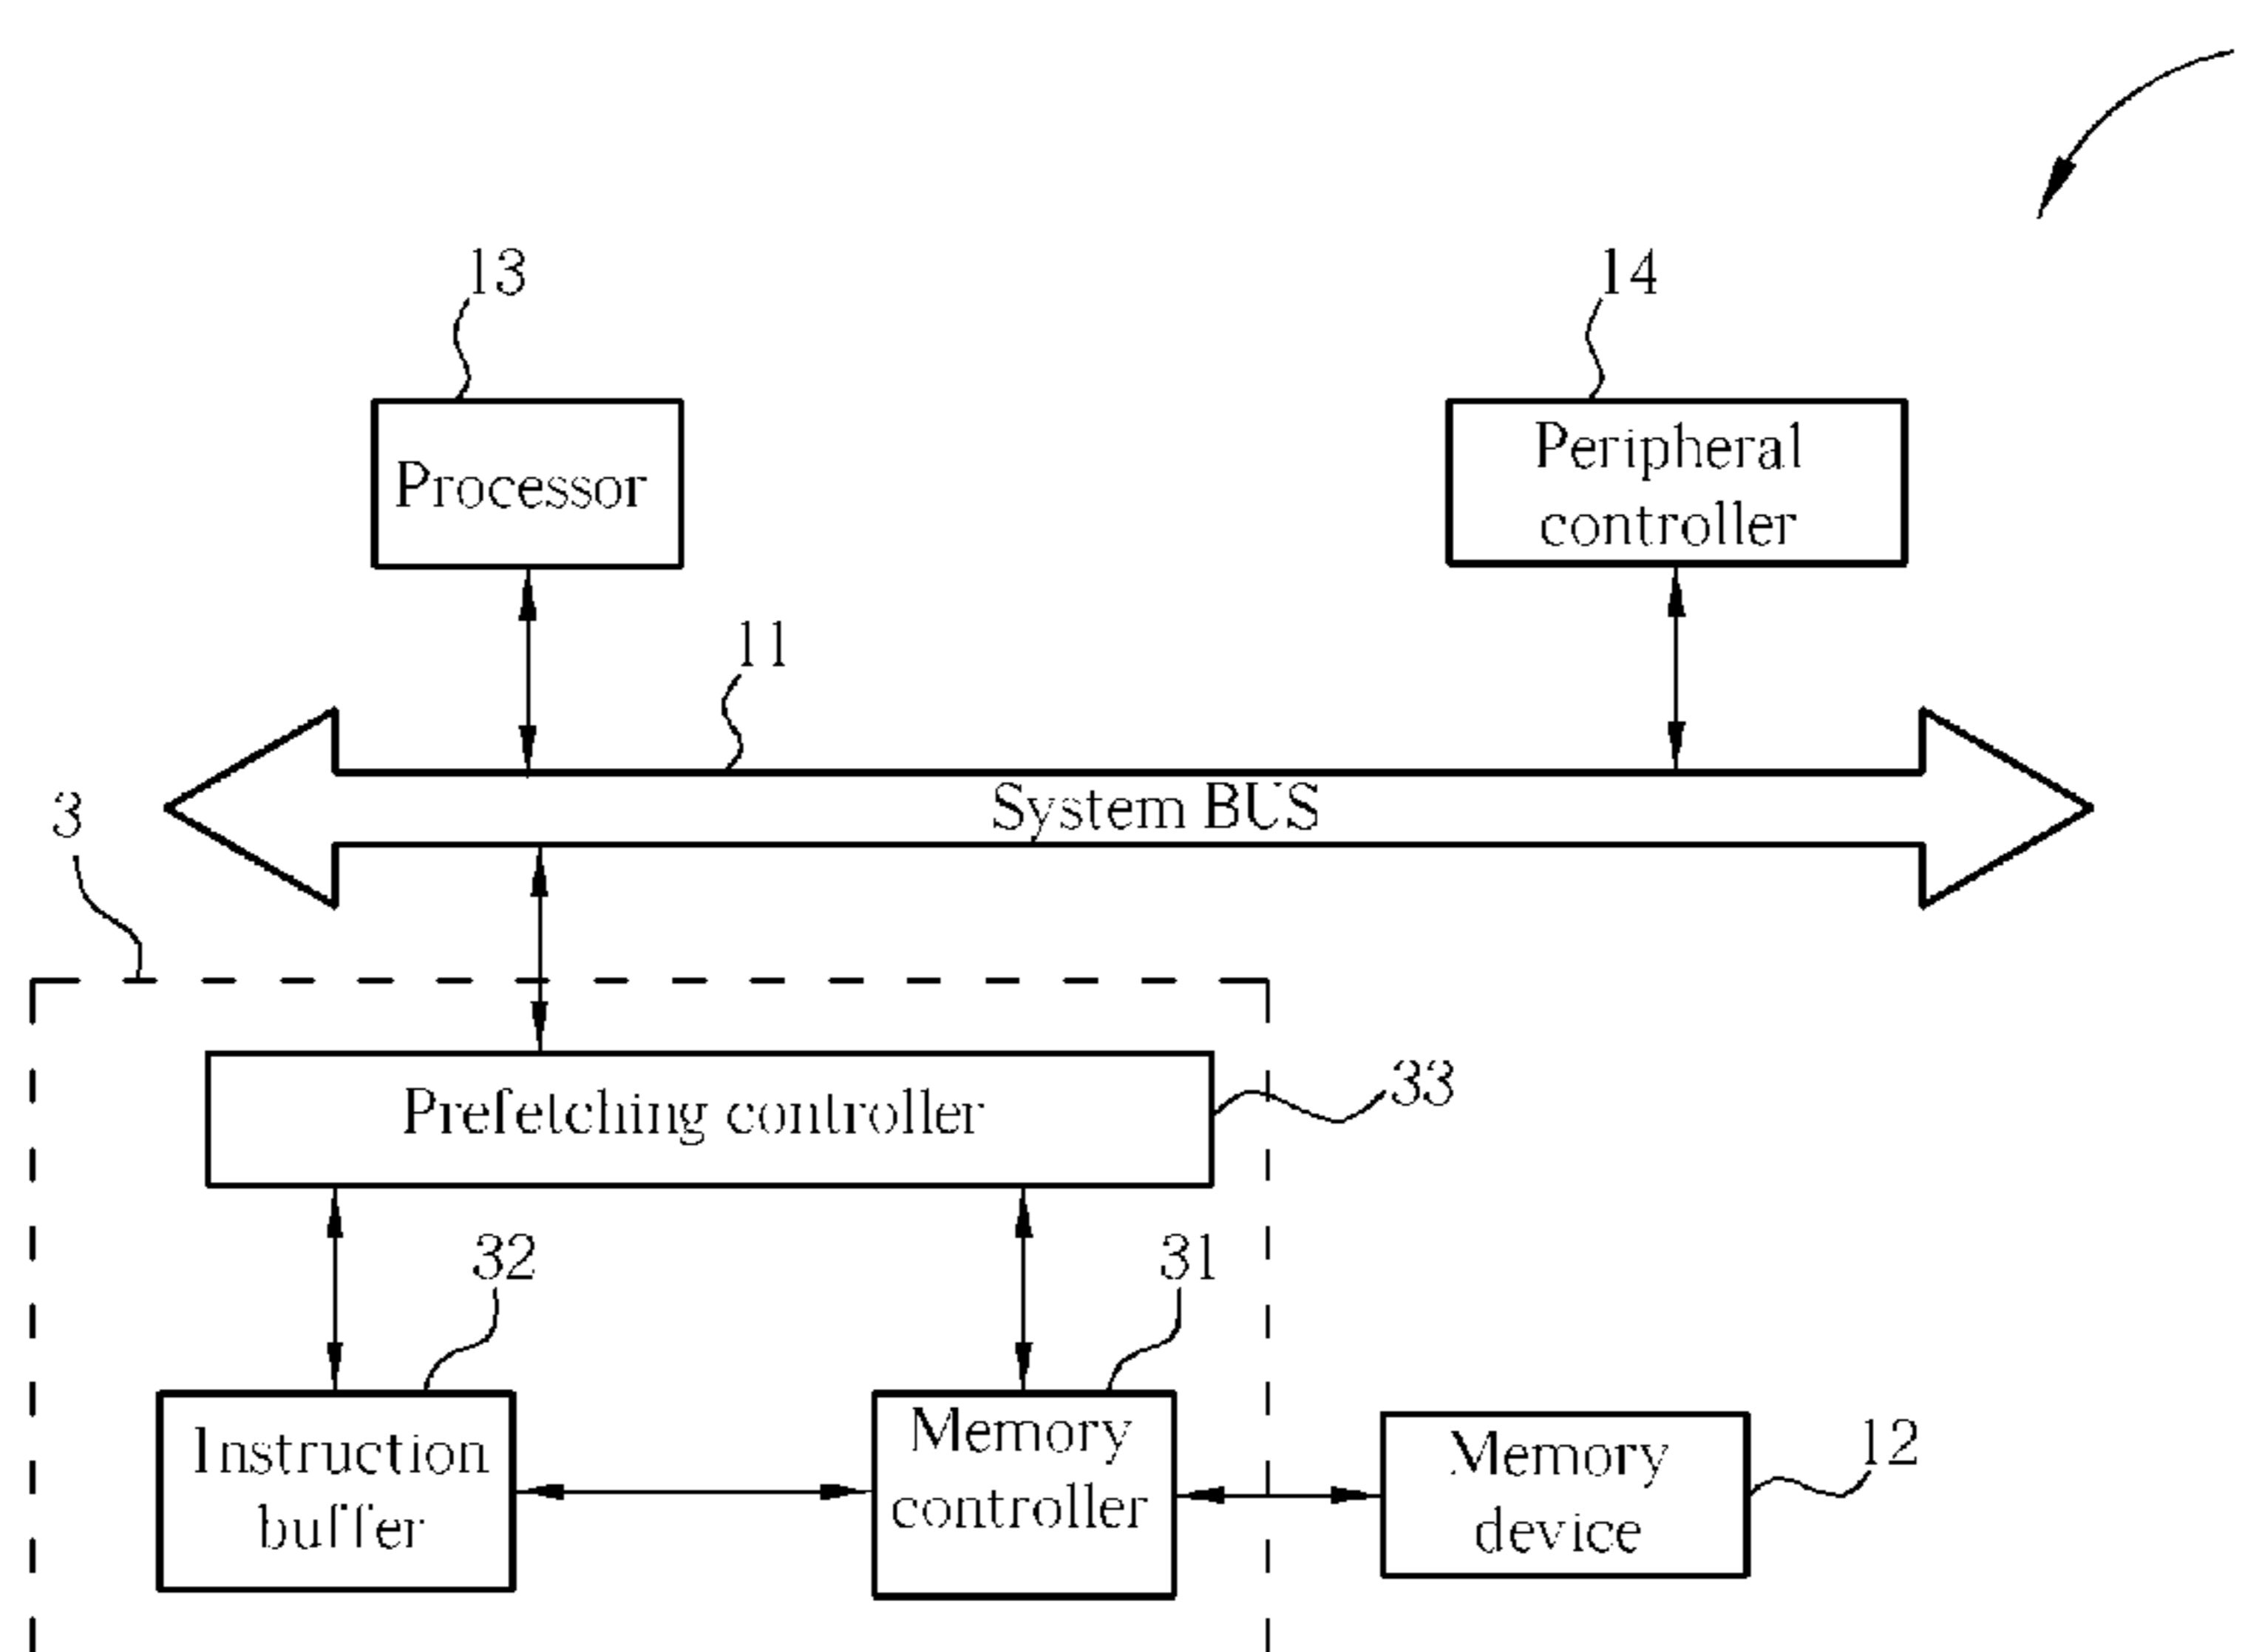 13
14
Processor
Peripheral
controller
11
System BUS
3
Prefetching controller
33
32
31
Instruction
buffer
Memory
controller
Memory
device
12